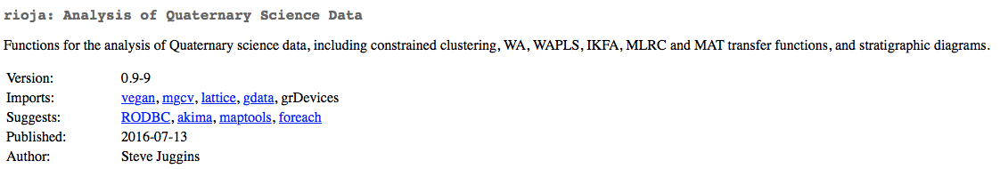 rioja: Analysis of Quaternary Science Data
Functions for the analysis of Quaternary science data, including constrained clustering, WA, WAPLS, IKFA, MLRC and MAT transfer functions, and stratigraphic diagrams.
Version: 0.9-9
Imports: vegan, mgcv, lattice, gdata, grDevices
Suggests: RODBC, akima, maptools, foreach
Published: 2016-07-13
Author: Steve Juggins